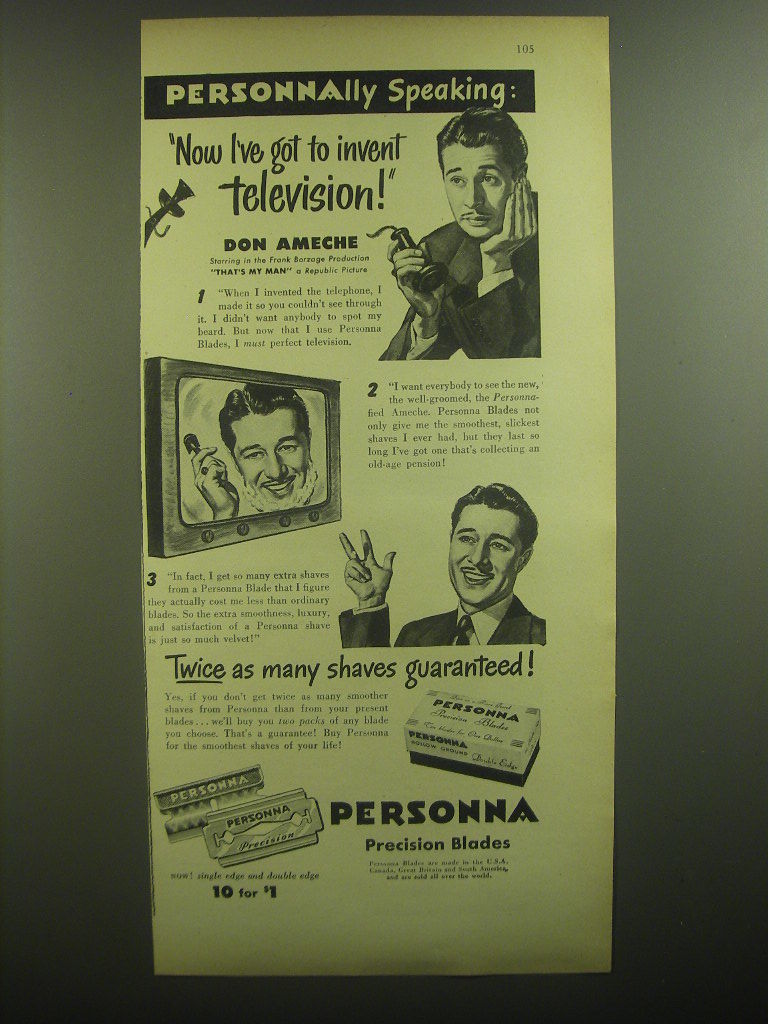 105
PERSONNAlly Speaking:
"Now I've got to invent
television!"
DON AMECHE
Starring in the Frank Borzage Production
"THAT'S MY MAN" a Republic Picture
1 "When I invented the telephone, I
made it so you couldn't see through
it. I didn't want anybody to spot my
beard. But now that I use Personna
Blades, I must perfect television.
2 "I want everybody to see the new,
the well-groomed, the Personna-
fied Ameche. Personna Blades not
only give me the smoothest, slickest
shaves I ever had, but they last so
long I've got one that's collecting an
old-age pension!
3 "In fact, I get so many extra shaves
from a Personna Blade that I figure
they actually cost me less than ordinary
blades. So the extra smoothness, luxury,
and satisfaction of a Personna shave
is just so much velvet!"
Twice as many shaves guaranteed!
Yes, if you don't get twice as many smoother
shaves from Personna than from your present
blades... we'll buy you two packs of any blade
you choose. That's a guarantee! Buy Personna
for the smoothest shaves of your life!
PERSONNA
Precision Blades
Ten blades for One Dollar
PERSONNA
HOLLOW GROUND
Double Edge
PERSONNA
PERSONNA
Precision
PERSONNA
Precision Blades
Personna Blades are made in the U.S.A.
Canada, Great Britain and South America,
and are sold all over the world.
NOW! single edge and double edge
10 for $1